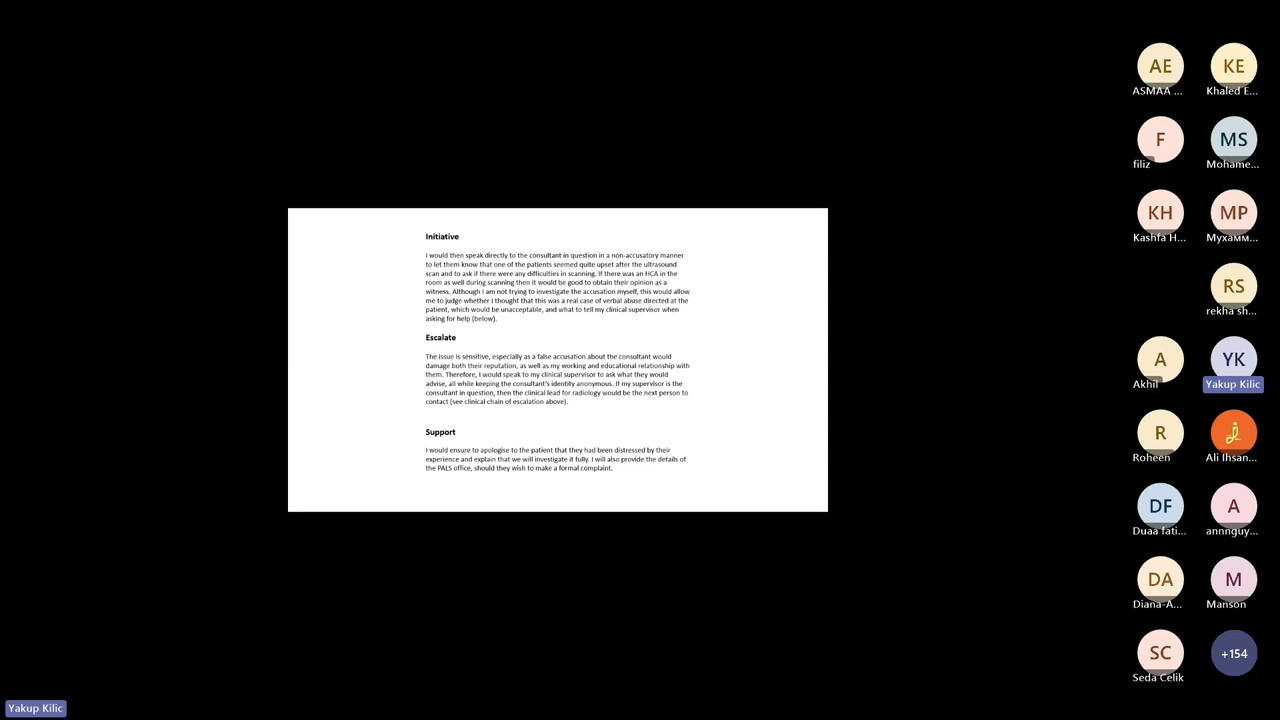 Initiative
I would then speak directly to the consultant in question in a non-accusatory manner
to let them know that one of the patients seemed quite upset after the ultrasound
scan and to ask if there were any difficulties in scanning. If there was an HCA in the
room as well during scanning then it would be good to obtain their opinion as a
witness. Although I am not trying to investigate the accusation myself, this would allow
me to judge whether I thought that this was a real case of verbal abuse directed at the
patient, which would be unacceptable, and what to tell my clinical supervisor when
asking for help (below).
Escalate
The issue is sensitive, especially as a false accusation about the consultant would
damage both their reputation, as well as my working and educational relationship with
them. Therefore, I would speak to my clinical supervisor to ask what they would
advise, all while keeping the consultant's identity anonymous. If my supervisor is the
consultant in question, then the clinical lead for radiology would be the next person to
contact (see clinical chain of escalation above).
Support
I would ensure to apologise to the patient that they had been distressed by their
experience and explain that we will investigate it fully. I will also provide the details of
the PALS office, should they wish to make a formal complaint.
AE
ASMAA ...
KE
Khaled E...
F
filiz
MS
Mohame...
KH
Kashfa H...
MP
Мухамм...
RS
rekha sh...
A
Akhil
YK
Yakup Kilic
R
Roheen
Ali Ihsan...
DF
Duaa fati...
A
annnguy...
DA
Diana-A...
M
Manson
SC
Seda Celik
+154
Yakup Kilic